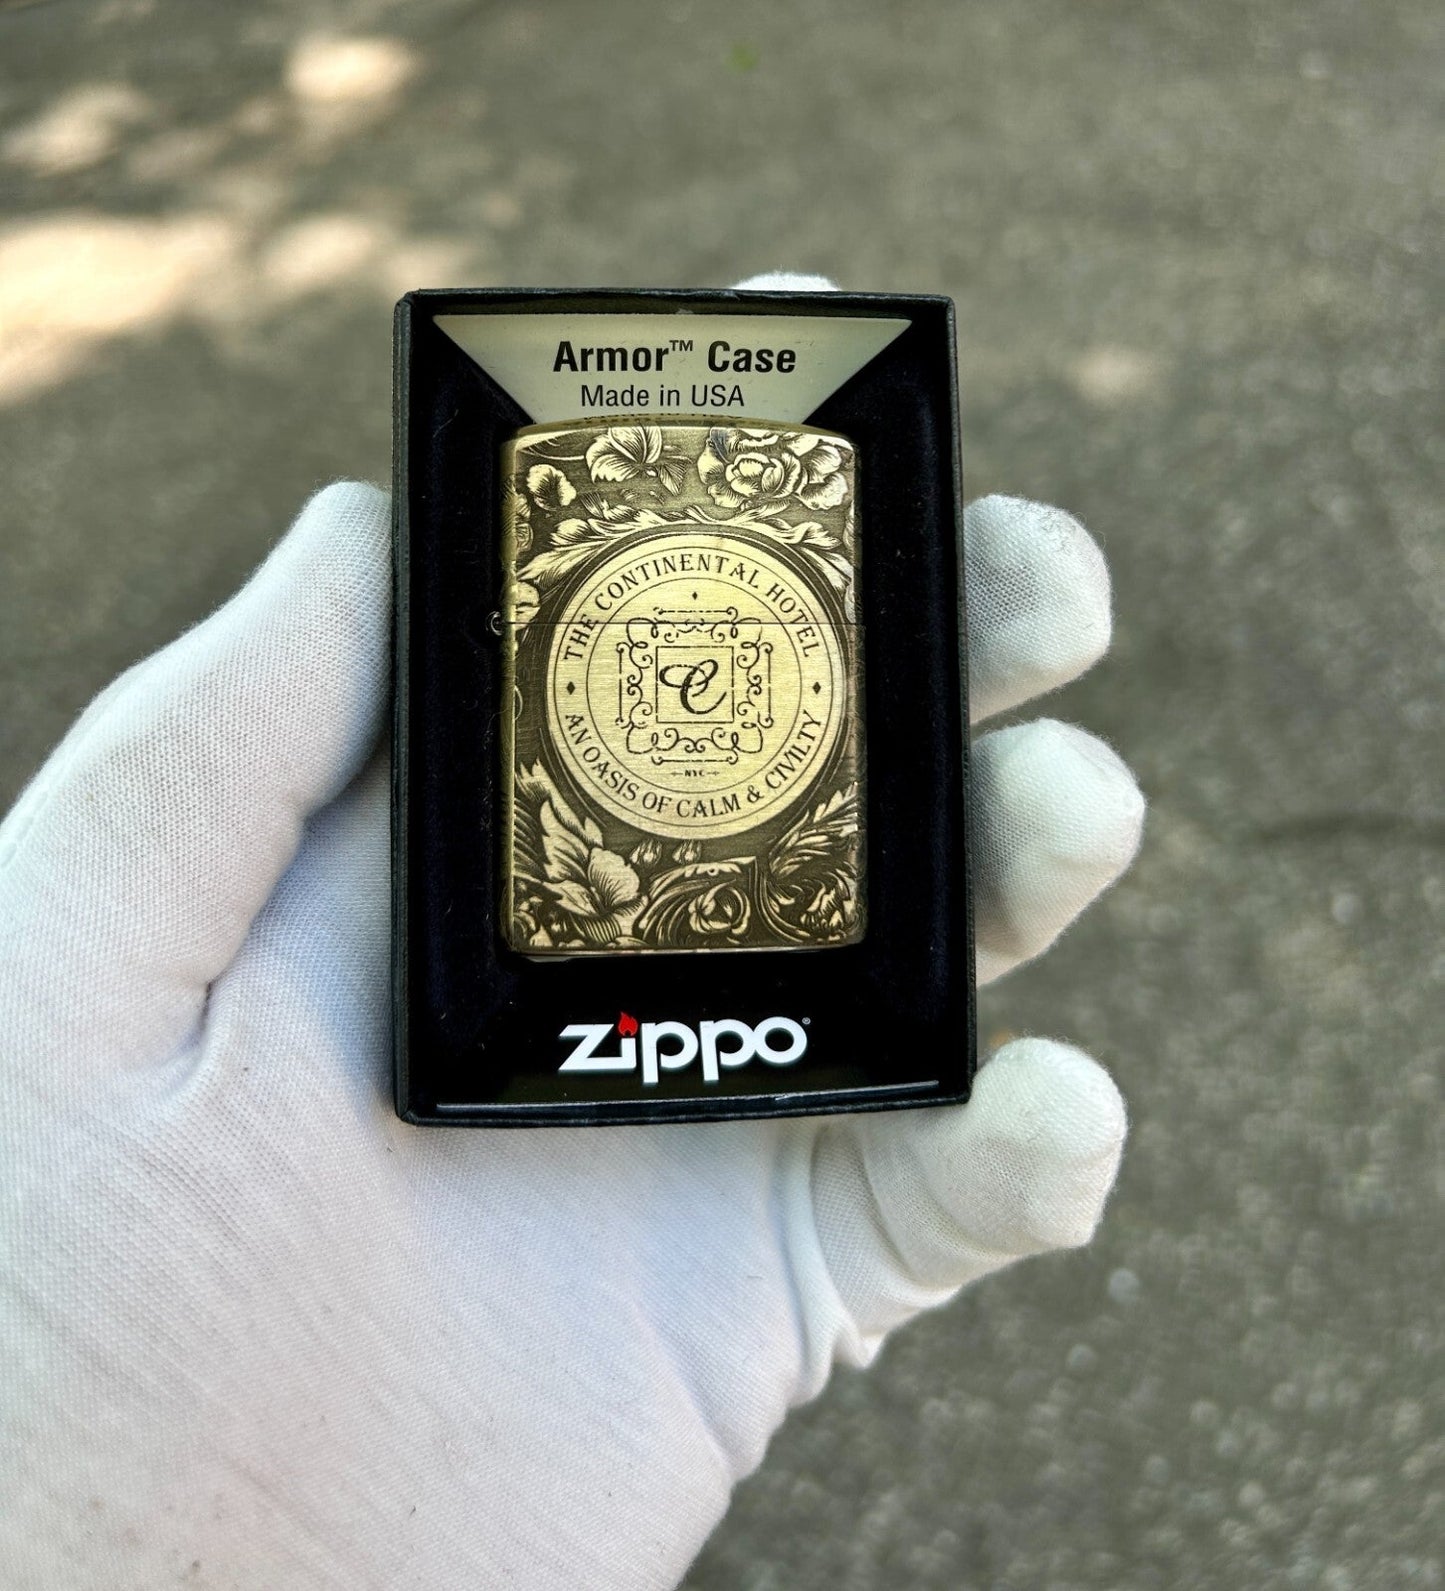 Armor™ Case
Made in USA
THE CONTINENTAL HOTEL
C
NYC
AN OASIS OF CALM & CIVILTY
zippo®